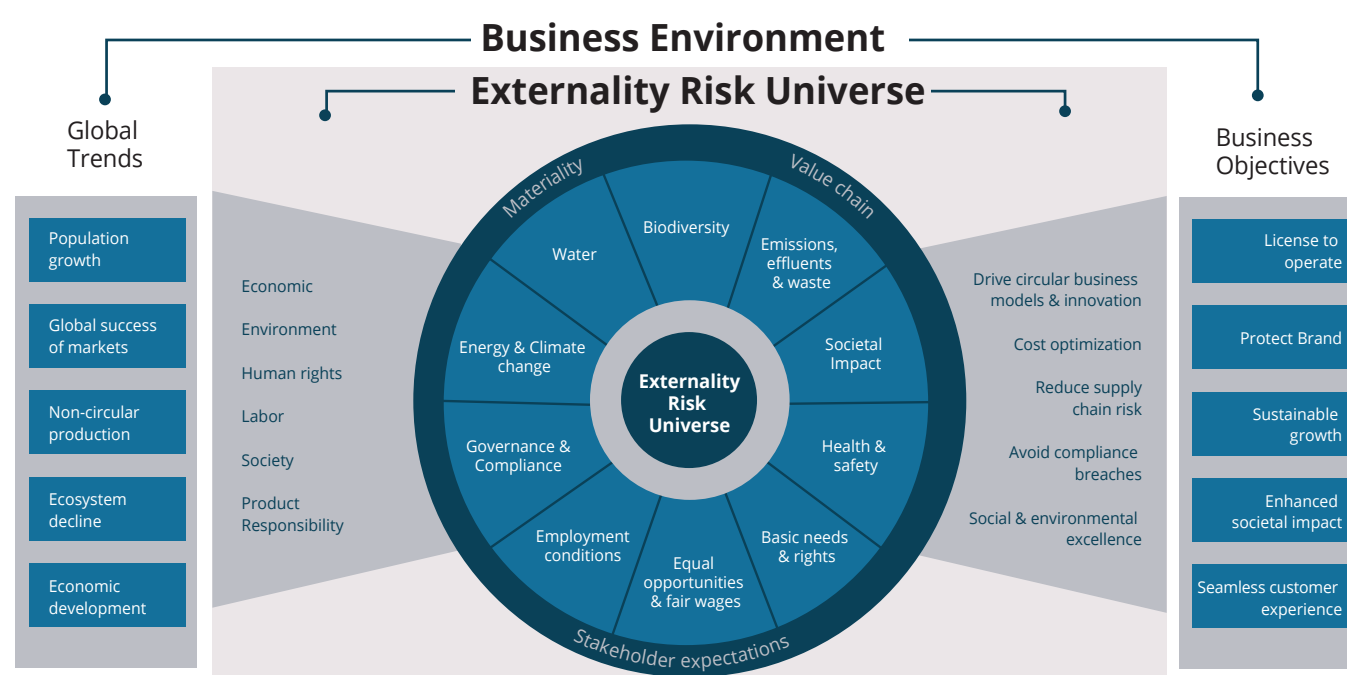 Business Environment
Externality Risk Universe
Global
Trends
Population
growth
Global success
of markets
Non-circular
production
Ecosystem
decline
Economic
development
Economic
Environment
Human rights
Labor
Society
Product
Responsibility
Materiality
Value chain
Stakeholder expectations
Biodiversity
Emissions,
effluents
& waste
Societal
Impact
Health &
safety
Basic needs
& rights
Equal
opportunities
& fair wages
Employment
conditions
Governance &
Compliance
Energy & Climate
change
Water
Externality
Risk
Universe
Drive circular business
models & innovation
Cost optimization
Reduce supply
chain risk
Avoid compliance
breaches
Social & environmental
excellence
Business
Objectives
License to
operate
Protect Brand
Sustainable
growth
Enhanced
societal impact
Seamless customer
experience